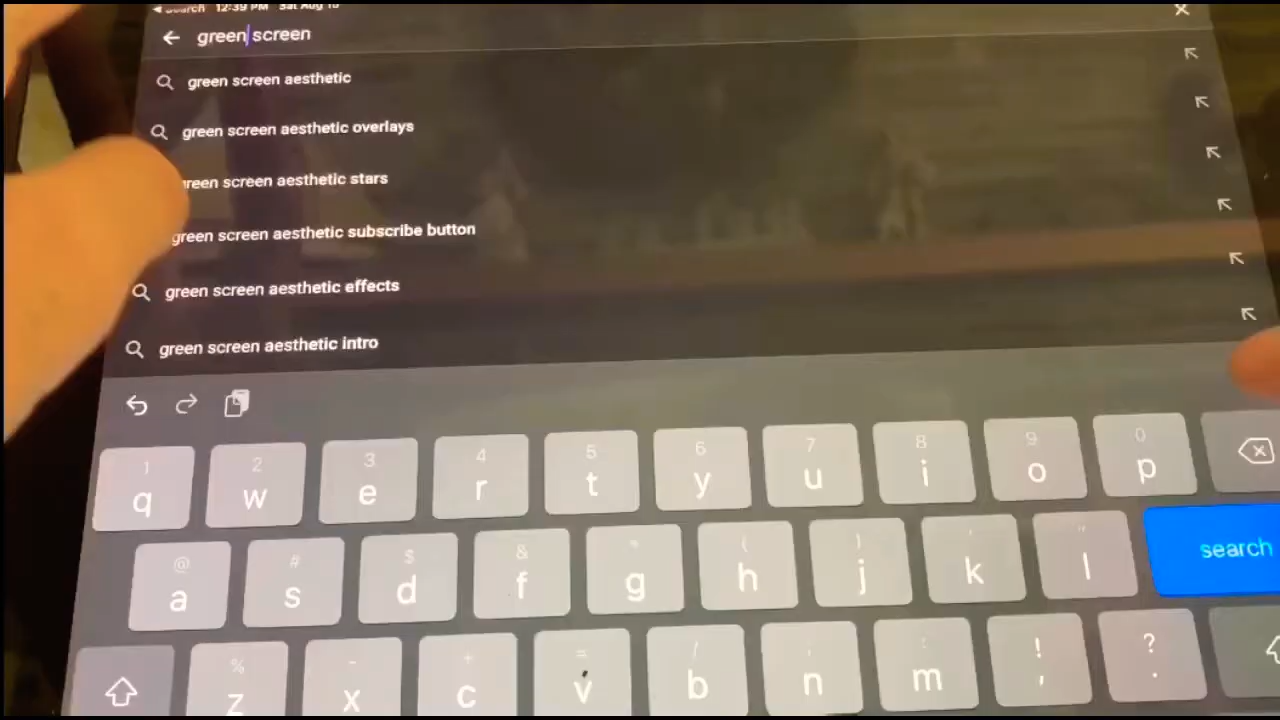 Search 12:39 PM Sat Aug
green screen
green screen aesthetic
green screen aesthetic overlays
green screen aesthetic stars
green screen aesthetic subscribe button
green screen aesthetic effects
green screen aesthetic intro
1 2 3 4 5 6 7 8 9 0
q w e r t y u i o p
@ # $ & * ( ) ' "
a s d f g h j k l search
% - + = / ; : ! ?
z x c v b n m , .